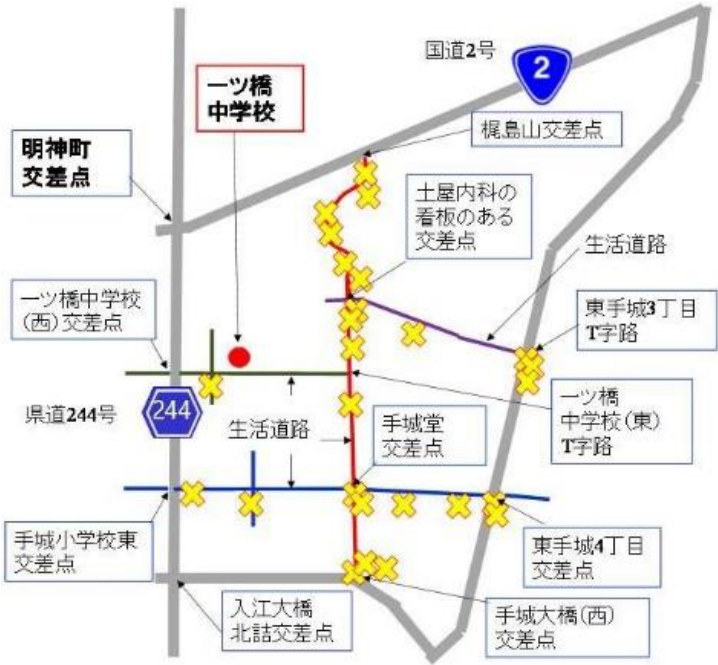 国道2号
2
一ツ橋
中学校
梶島山交差点
明神町
交差点
土屋内科の
看板のある
交差点
生活道路
一ツ橋中学校
(西)交差点
東手城3丁目
T字路
244
県道244号
生活道路
手城堂
交差点
一ツ橋
中学校(東)
T字路
手城小学校東
交差点
東手城4丁目
交差点
入江大橋
北詰交差点
手城大橋(西)
交差点